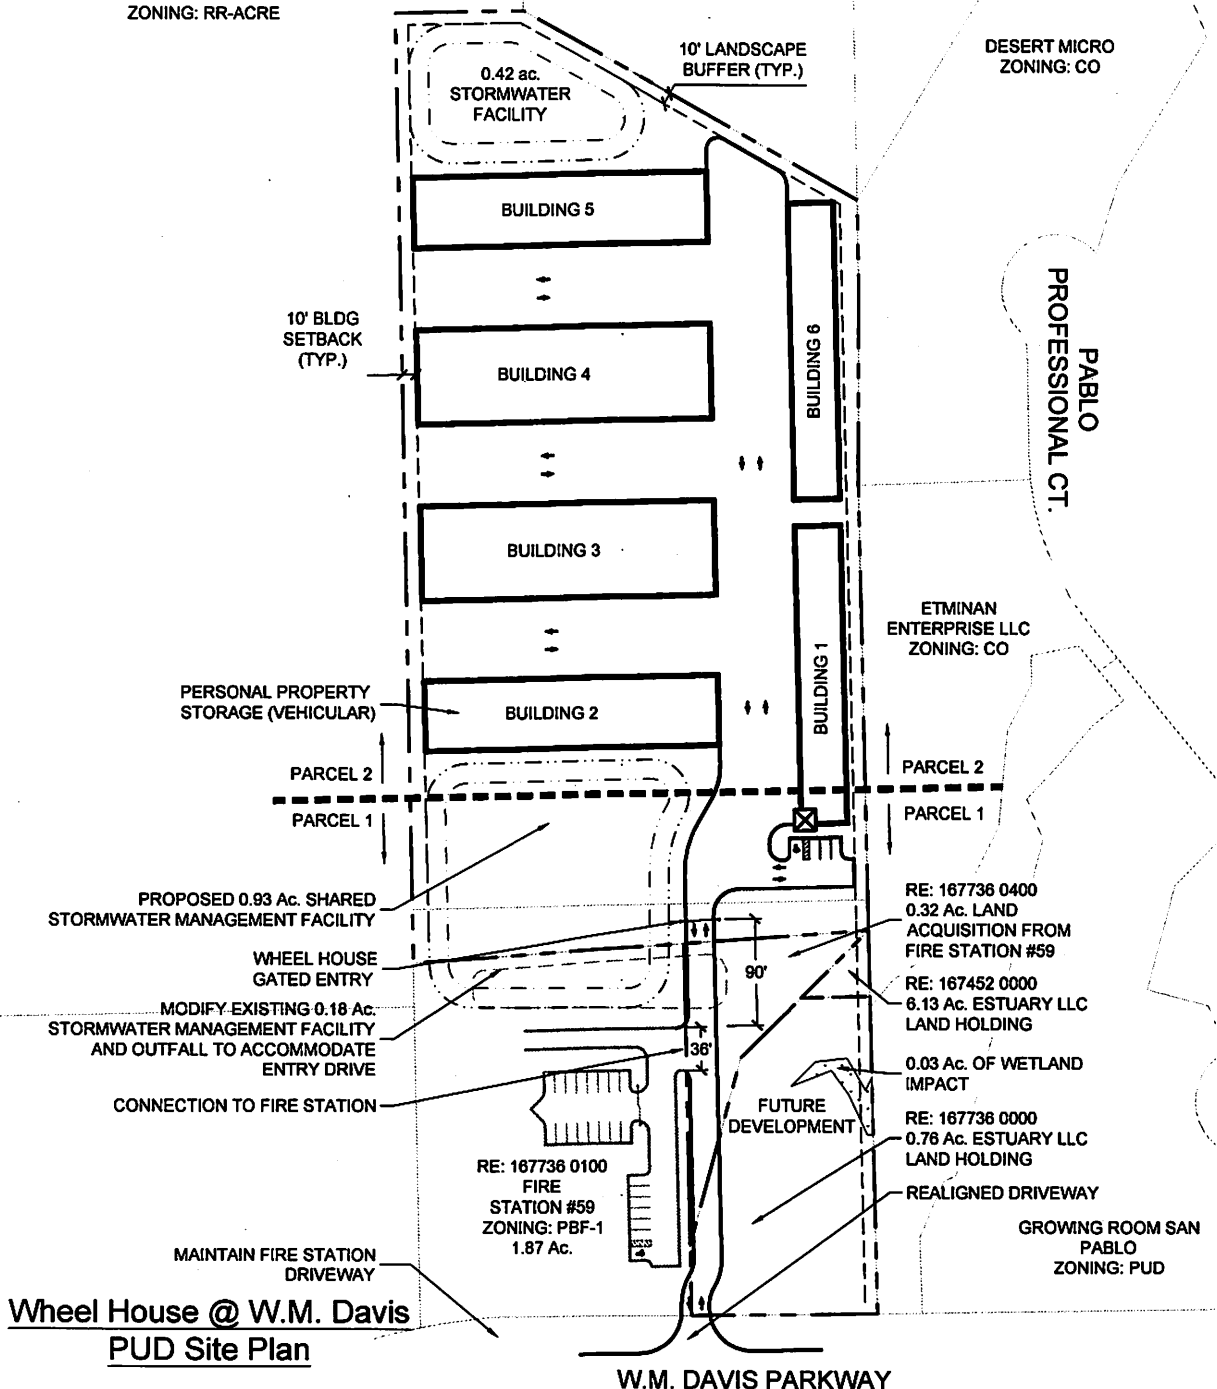 ZONING: RR-ACRE
10' LANDSCAPE
BUFFER (TYP.)
DESERT MICRO
ZONING: CO
0.42 ac.
STORMWATER
FACILITY
BUILDING 5
10' BLDG
SETBACK
(TYP.)
BUILDING 4
BUILDING 6
PABLO
PROFESSIONAL CT.
BUILDING 3
ETMINAN
ENTERPRISE LLC
ZONING: CO
BUILDING 1
PERSONAL PROPERTY
STORAGE (VEHICULAR)
BUILDING 2
PARCEL 2
PARCEL 1
PARCEL 2
PARCEL 1
PROPOSED 0.93 Ac. SHARED
STORMWATER MANAGEMENT FACILITY
WHEEL HOUSE
GATED ENTRY
MODIFY EXISTING 0.18 Ac.
STORMWATER MANAGEMENT FACILITY
AND OUTFALL TO ACCOMMODATE
ENTRY DRIVE
CONNECTION TO FIRE STATION
90'
36'
RE: 167736 0400
0.32 Ac. LAND
ACQUISITION FROM
FIRE STATION #59
RE: 167452 0000
6.13 Ac. ESTUARY LLC
LAND HOLDING
0.03 Ac. OF WETLAND
IMPACT
FUTURE
DEVELOPMENT
RE: 167736 0000
0.76 Ac. ESTUARY LLC
LAND HOLDING
REALIGNED DRIVEWAY
RE: 167736 0100
FIRE
STATION #59
ZONING: PBF-1
1.87 Ac.
GROWING ROOM SAN
PABLO
ZONING: PUD
MAINTAIN FIRE STATION
DRIVEWAY
Wheel House @ W.M. Davis
PUD Site Plan
W.M. DAVIS PARKWAY